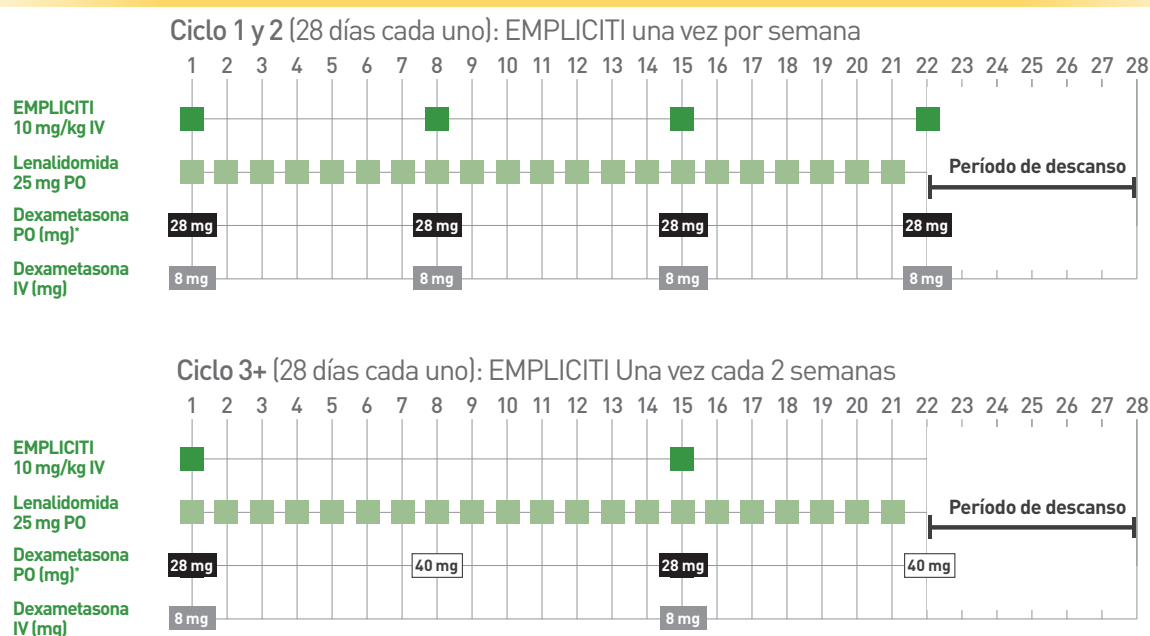 Ciclo 1 y 2 (28 días cada uno): EMPLICITI una vez por semana
1 2 3 4 5 6 7 8 9 10 11 12 13 14 15 16 17 18 19 20 21 22 23 24 25 26 27 28
EMPLICITI
10 mg/kg IV
Lenalidomida
25 mg PO
Período de descanso
Dexametasona
PO (mg)*
28 mg 28 mg 28 mg 28 mg
Dexametasona
IV (mg)
8 mg 8 mg 8 mg 8 mg
Ciclo 3+ (28 días cada uno): EMPLICITI Una vez cada 2 semanas
1 2 3 4 5 6 7 8 9 10 11 12 13 14 15 16 17 18 19 20 21 22 23 24 25 26 27 28
EMPLICITI
10 mg/kg IV
Lenalidomida
25 mg PO
Período de descanso
Dexametasona
PO (mg)*
28 mg 40 mg 28 mg 40 mg
Dexametasona
IV (mg)
8 mg 8 mg